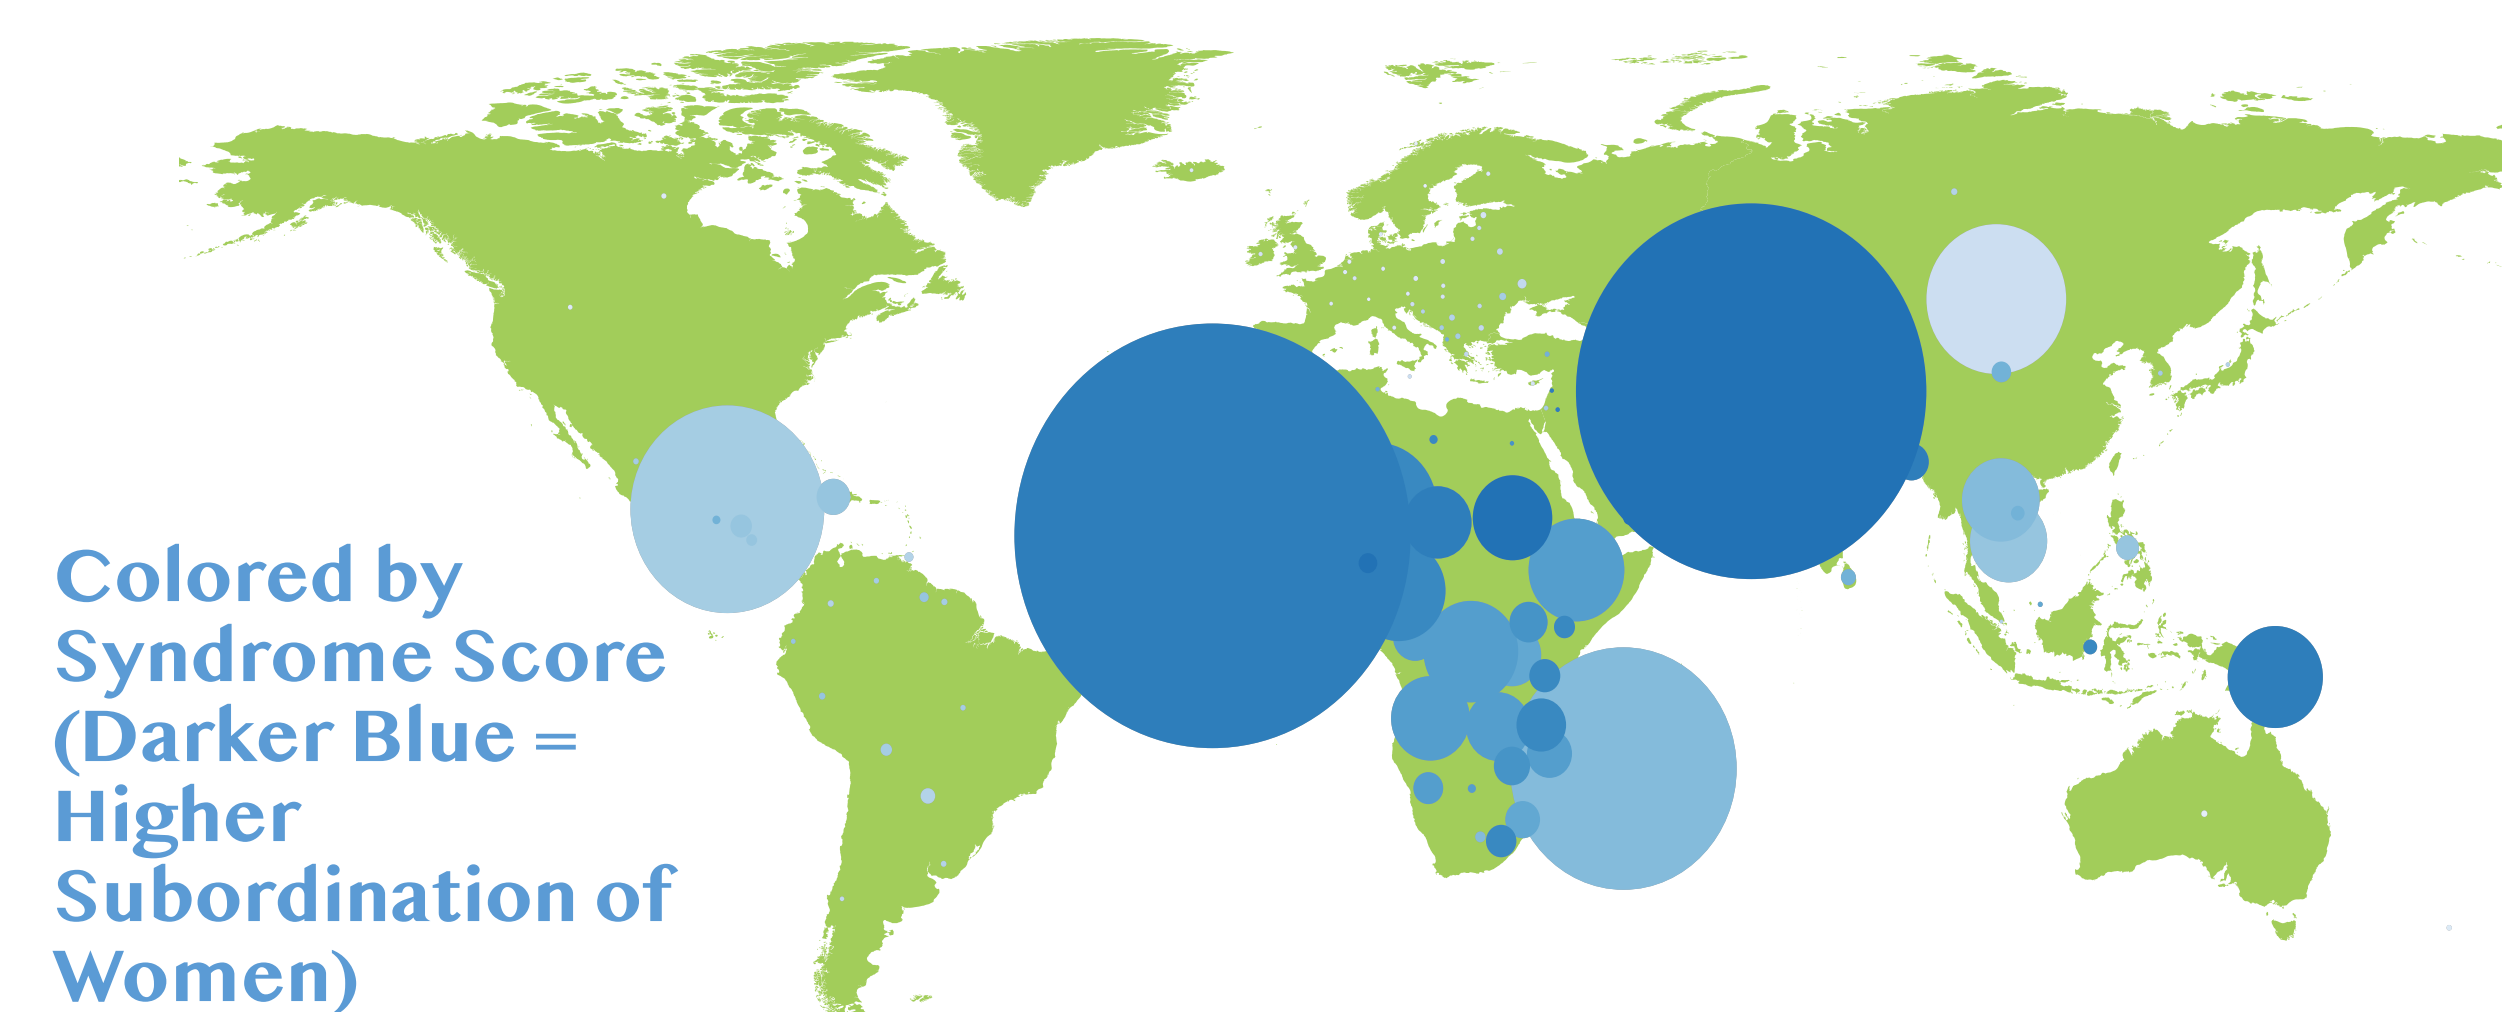 Colored by
Syndrome Score
(Darker Blue =
Higher
Subordination of
Women)